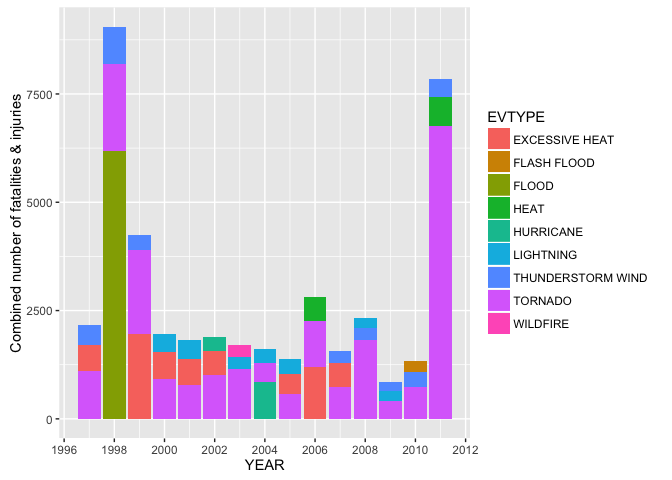 Combined number of fatalities & injuries
7500
5000
2500
0
1996
1998
2000
2002
2004
2006
2008
2010
2012
YEAR
EVTYPE
EXCESSIVE HEAT
FLASH FLOOD
FLOOD
HEAT
HURRICANE
LIGHTNING
THUNDERSTORM WIND
TORNADO
WILDFIRE